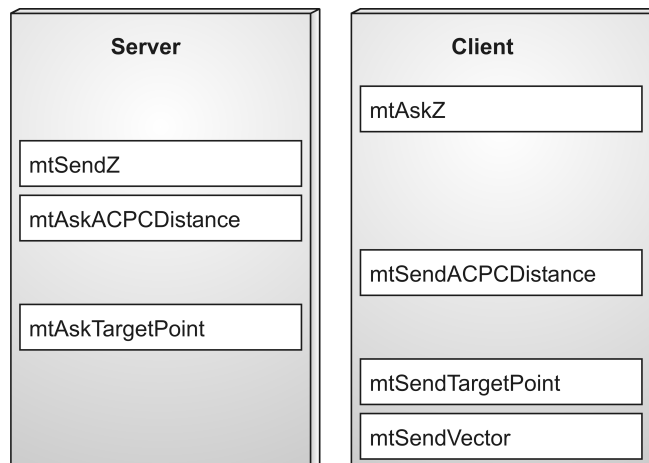 Server
Client
mtAskZ
mtSendZ
mtAskACPCDistance
mtSendACPCDistance
mtAskTargetPoint
mtSendTargetPoint
mtSendVector